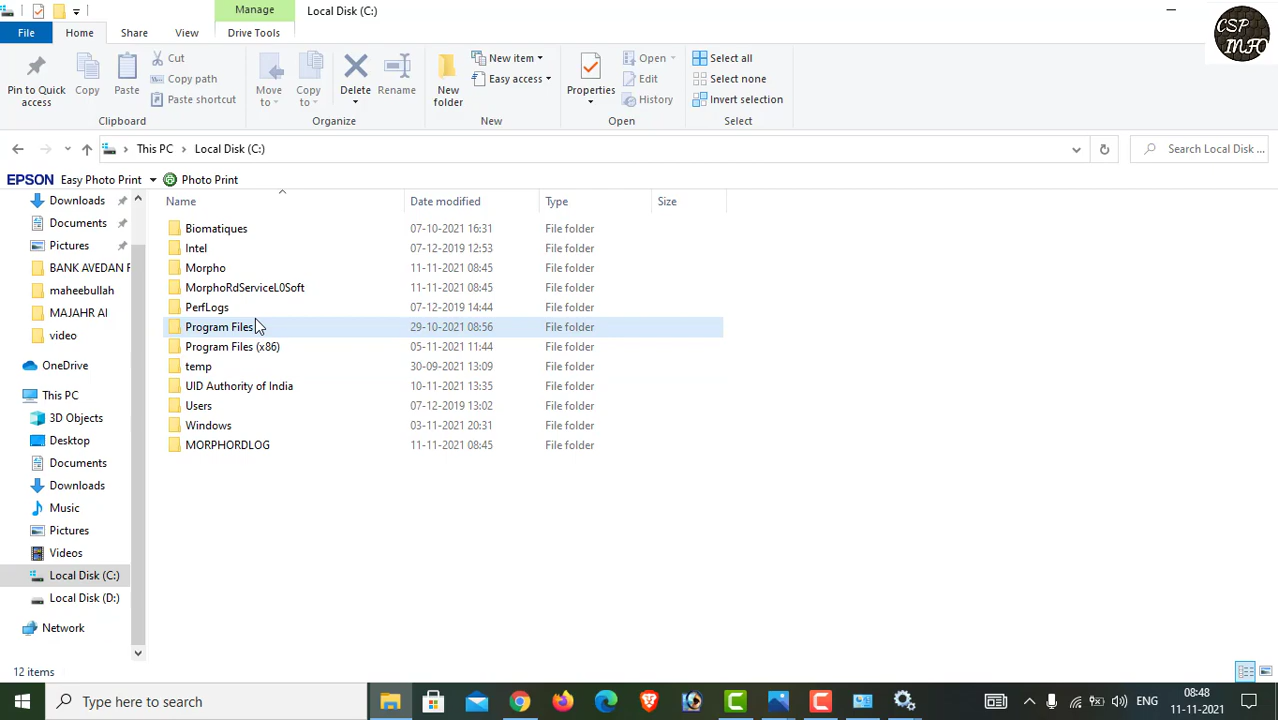 Manage
Local Disk (C:)
File
Home
Share
View
Drive Tools
CSP
INFO
Pin to Quick
access
Copy
Paste
Cut
Copy path
Paste shortcut
Clipboard
Move
to
Copy
to
Delete
Rename
Organize
New
folder
New item
Easy access
New
Properties
Open
Edit
History
Open
Select all
Select none
Invert selection
Select
This PC
Local Disk (C:)
Search Local Disk ...
EPSON Easy Photo Print
Photo Print
Name
Date modified
Type
Size
Downloads
Documents
Pictures
BANK AVEDAN F
maheebullah
MAJAHR AI
video
OneDrive
This PC
3D Objects
Desktop
Documents
Downloads
Music
Pictures
Videos
Local Disk (C:)
Local Disk (D:)
Network
Biomatiques 07-10-2021 16:31 File folder
Intel 07-12-2019 12:53 File folder
Morpho 11-11-2021 08:45 File folder
MorphoRdServiceL0Soft 11-11-2021 08:45 File folder
PerfLogs 07-12-2019 14:44 File folder
Program Files 29-10-2021 08:56 File folder
Program Files (x86) 05-11-2021 11:44 File folder
temp 30-09-2021 13:09 File folder
UID Authority of India 10-11-2021 13:35 File folder
Users 07-12-2019 13:02 File folder
Windows 03-11-2021 20:31 File folder
MORPHORDLOG 11-11-2021 08:45 File folder
12 items
Type here to search
ENG
08:48
11-11-2021